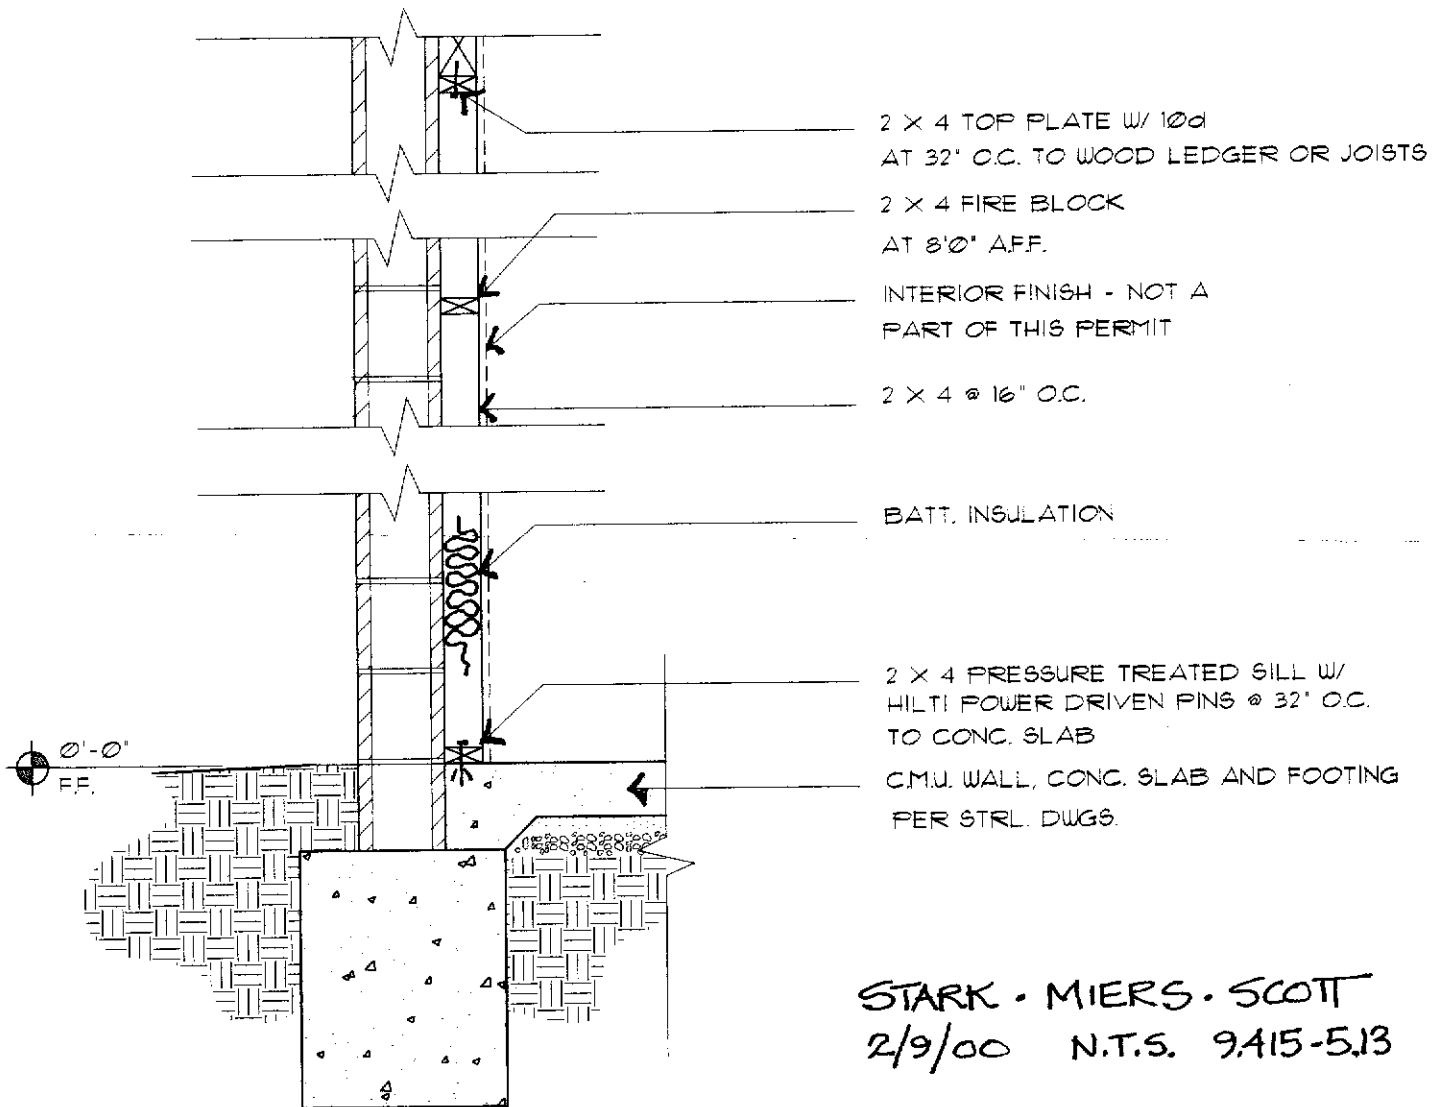 2 X 4 TOP PLATE W/ 10d
AT 32" O.C. TO WOOD LEDGER OR JOISTS
2 X 4 FIRE BLOCK
AT 8'0" A.F.F.
INTERIOR FINISH - NOT A
PART OF THIS PERMIT
2 X 4 @ 16" O.C.
BATT. INSULATION
2 X 4 PRESSURE TREATED SILL W/
HILTI POWER DRIVEN PINS @ 32" O.C.
TO CONC. SLAB
0'-0"
F.F.
C.M.U. WALL, CONC. SLAB AND FOOTING
PER STRL. DWGS.
STARK · MIERS · SCOTT
2/9/00 N.T.S. 9.415-5.13